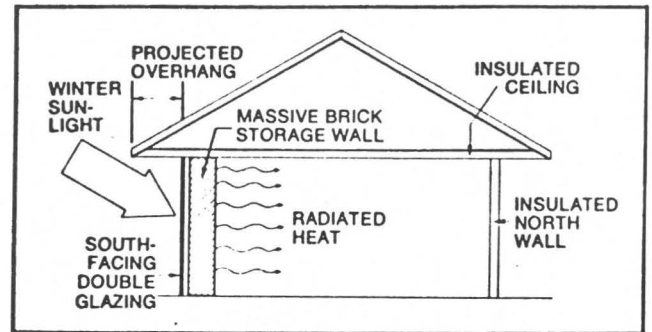 PROJECTED
OVERHANG
WINTER
SUN-
LIGHT
MASSIVE BRICK
STORAGE WALL
INSULATED
CEILING
RADIATED
HEAT
INSULATED
NORTH
WALL
SOUTH-
FACING
DOUBLE
GLAZING